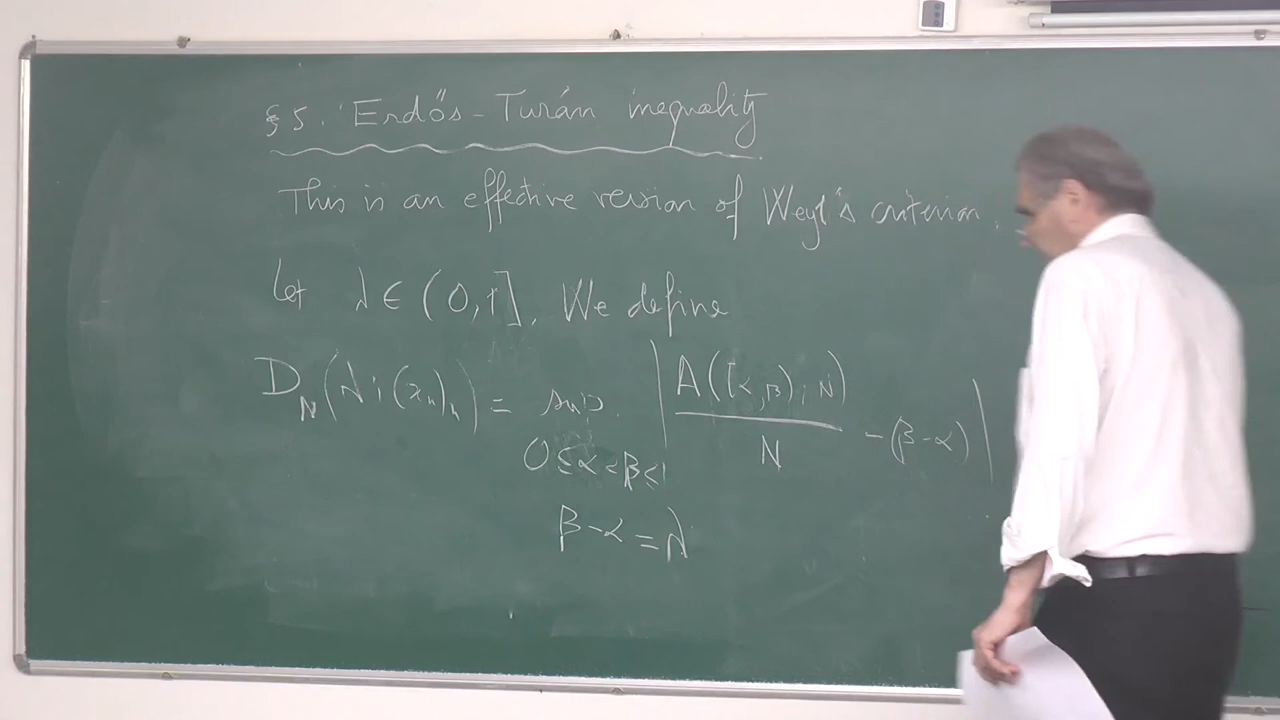 §5. Erdős-Turán inequality
This is an effective version of Weyl's criterion.
Let λ ∈ (0,1]. We define
D_N(λ; (x_n)_n) = sup. | A([α,β); N) / N - (β-α) |
0 ≤ α < β ≤ 1
β - α = λ